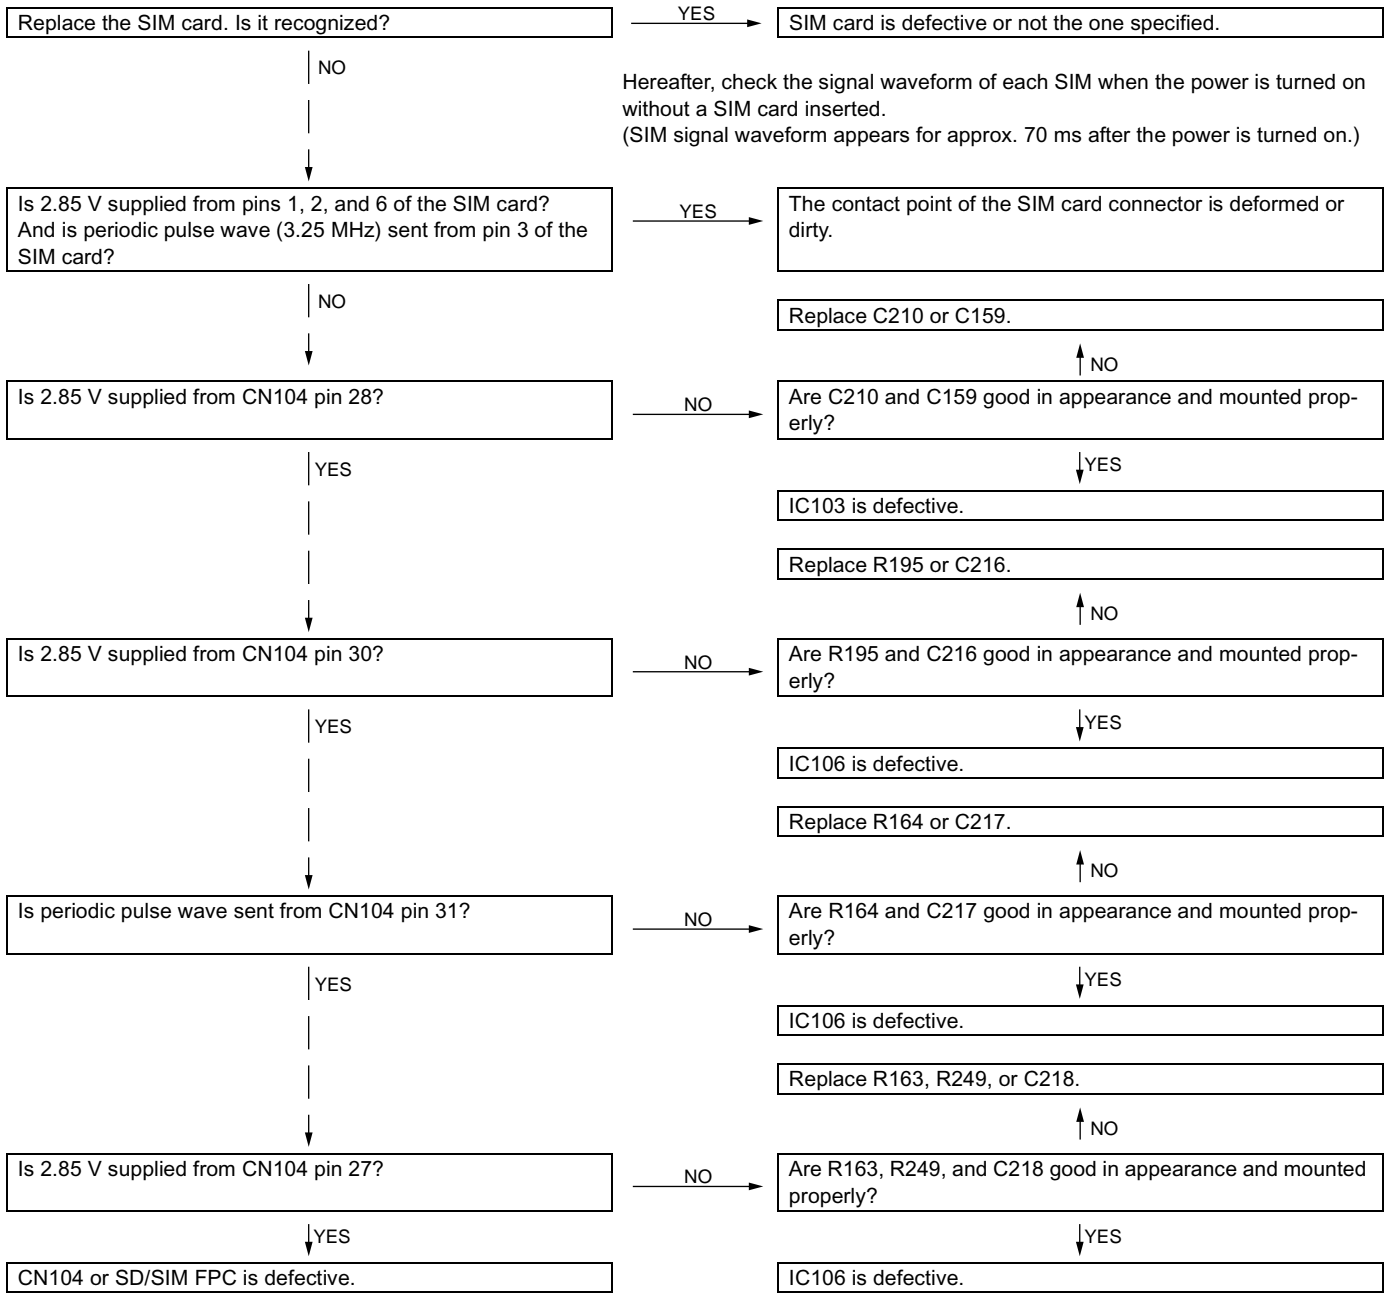 Replace the SIM card. Is it recognized?
YES
SIM card is defective or not the one specified.
NO
Hereafter, check the signal waveform of each SIM when the power is turned on
without a SIM card inserted.
(SIM signal waveform appears for approx. 70 ms after the power is turned on.)
Is 2.85 V supplied from pins 1, 2, and 6 of the SIM card?
And is periodic pulse wave (3.25 MHz) sent from pin 3 of the
SIM card?
YES
The contact point of the SIM card connector is deformed or
dirty.
NO
Replace C210 or C159.
NO
Is 2.85 V supplied from CN104 pin 28?
NO
Are C210 and C159 good in appearance and mounted prop-
erly?
YES
YES
IC103 is defective.
Replace R195 or C216.
NO
Is 2.85 V supplied from CN104 pin 30?
NO
Are R195 and C216 good in appearance and mounted prop-
erly?
YES
YES
IC106 is defective.
Replace R164 or C217.
NO
Is periodic pulse wave sent from CN104 pin 31?
NO
Are R164 and C217 good in appearance and mounted prop-
erly?
YES
YES
IC106 is defective.
Replace R163, R249, or C218.
NO
Is 2.85 V supplied from CN104 pin 27?
NO
Are R163, R249, and C218 good in appearance and mounted
properly?
YES
YES
CN104 or SD/SIM FPC is defective.
IC106 is defective.